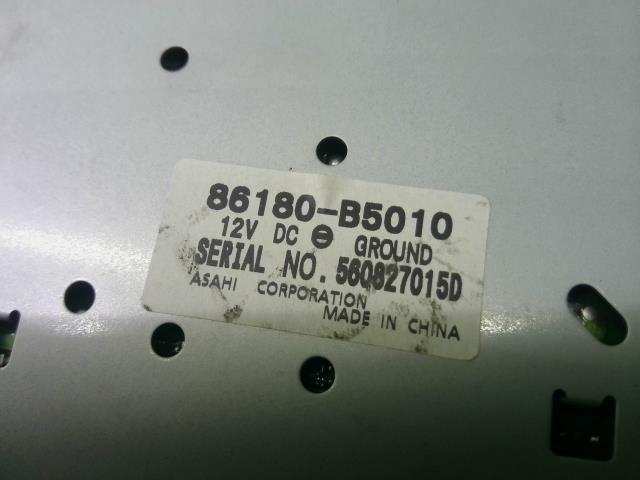 86180-B5010
12V DC ⊖ GROUND
SERIAL NO. 560827015D
ASAHI CORPORATION
MADE IN CHINA